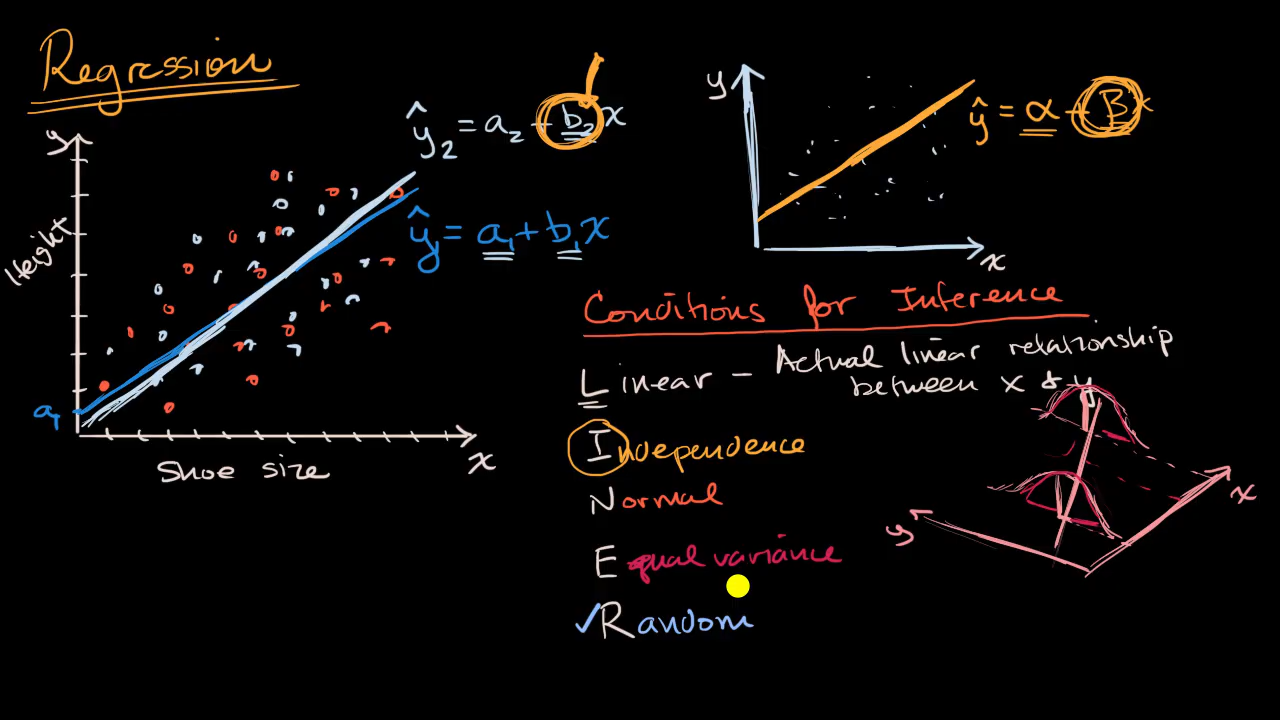 Regression
y
Height
a₁
Shoe size
x
ŷ₂ = a₂ + b₂x
ŷ₁ = a₁ + b₁x
y
x
ŷ = α + βx
Conditions for Inference
Linear – Actual linear relationship
between x & y
Independence
Normal
Equal variance
✓Random
y
x